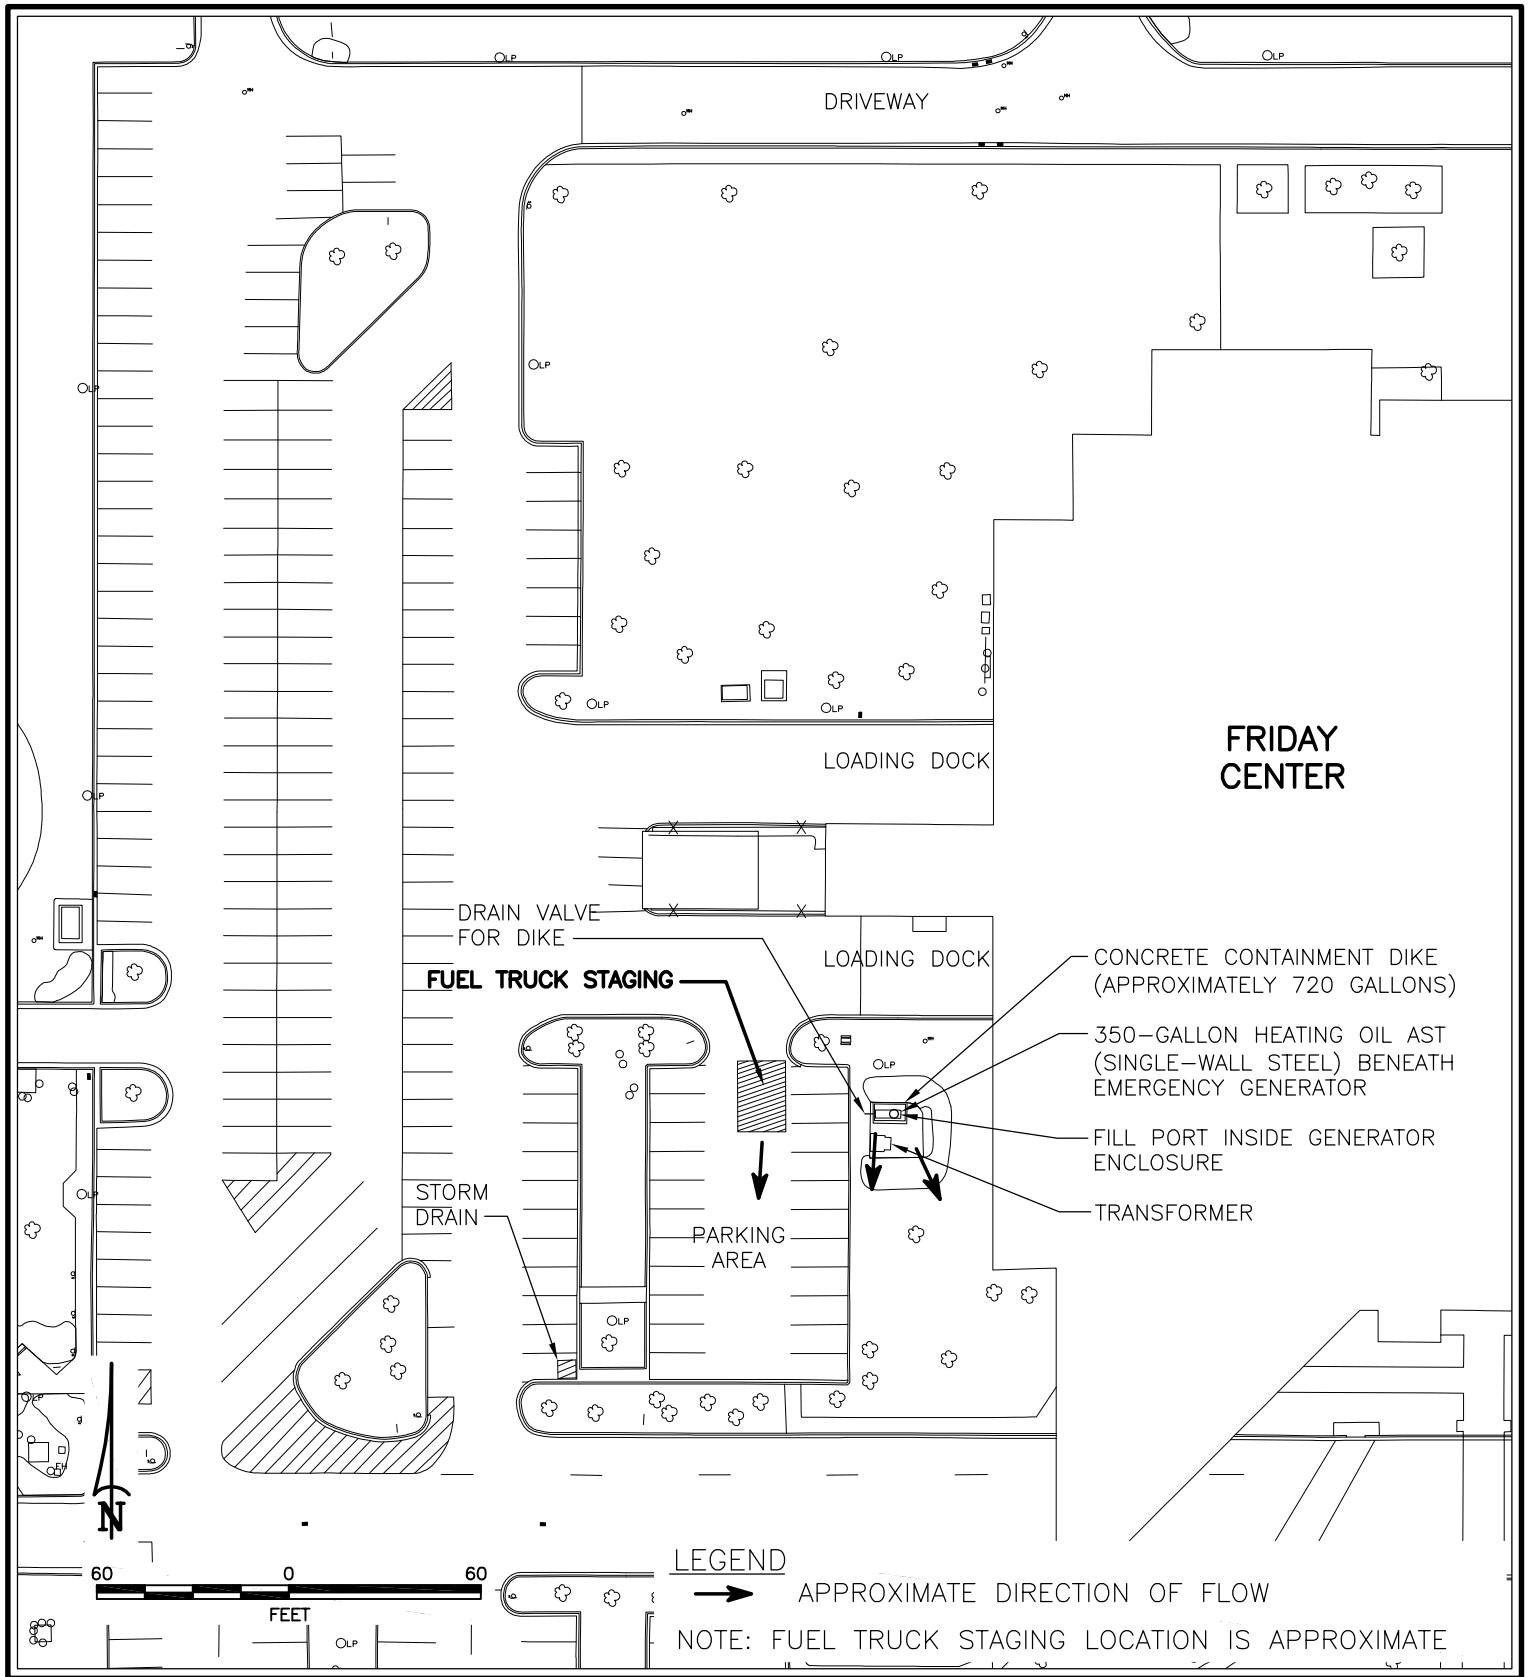 LP
LP
LP
DRIVEWAY
LP
LP
LP
LP
LOADING DOCK
FRIDAY
CENTER
LP
DRAIN VALVE
FOR DIKE
LOADING DOCK
FUEL TRUCK STAGING
CONCRETE CONTAINMENT DIKE
(APPROXIMATELY 720 GALLONS)
350-GALLON HEATING OIL AST
(SINGLE-WALL STEEL) BENEATH
EMERGENCY GENERATOR
LP
FILL PORT INSIDE GENERATOR
ENCLOSURE
STORM
DRAIN
LP
TRANSFORMER
PARKING
AREA
LP
LP
EH
N
60 0 60
FEET
LEGEND
APPROXIMATE DIRECTION OF FLOW
LP
NOTE: FUEL TRUCK STAGING LOCATION IS APPROXIMATE